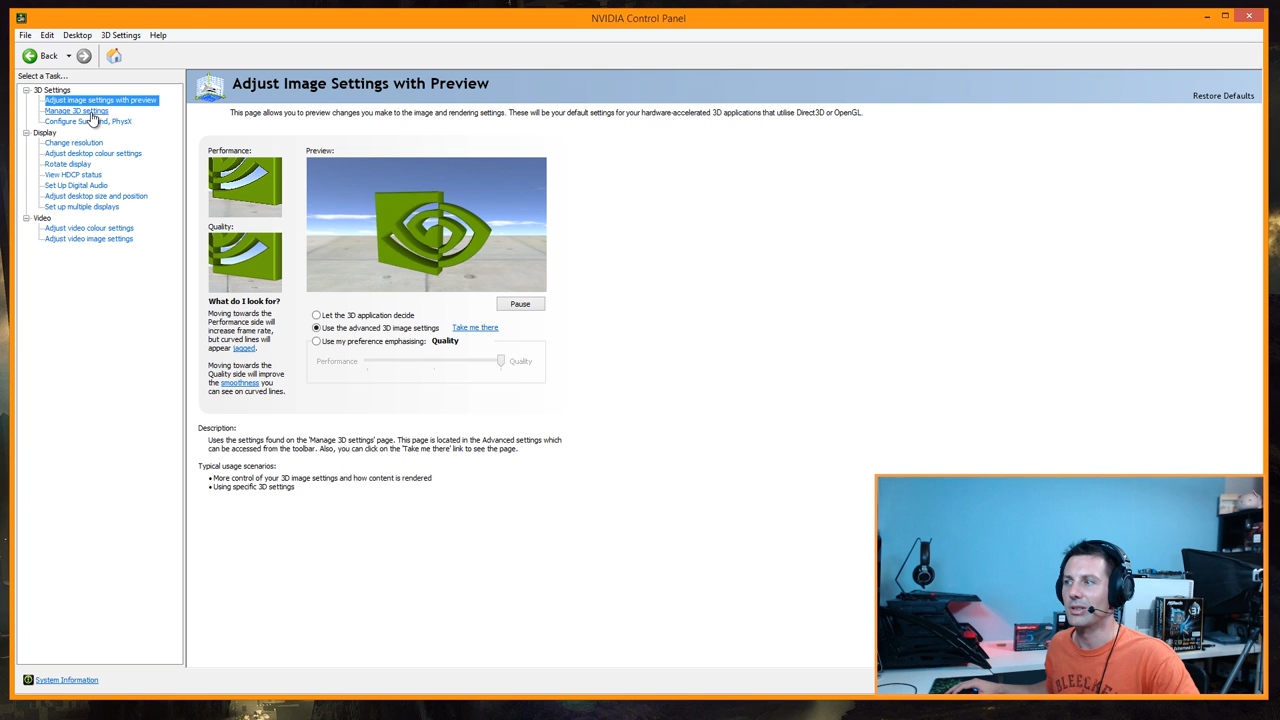 NVIDIA Control Panel
File Edit Desktop 3D Settings Help
Back
Select a Task...
3D Settings
Adjust image settings with preview
Manage 3D settings
Configure Surround, PhysX
Display
Change resolution
Adjust desktop colour settings
Rotate display
View HDCP status
Set Up Digital Audio
Adjust desktop size and position
Set up multiple displays
Video
Adjust video colour settings
Adjust video image settings
System Information
Adjust Image Settings with Preview
Restore Defaults
This page allows you to preview changes you make to the image and rendering settings. These will be your default settings for your hardware-accelerated 3D applications that utilise Direct3D or OpenGL.
Performance:
Quality:
What do I look for?
Moving towards the
Performance side will
increase frame rate,
but curved lines will
appear jagged.
Moving towards the
Quality side will improve
the smoothness you
can see on curved lines.
Preview:
Pause
Let the 3D application decide
Use the advanced 3D image settings Take me there
Use my preference emphasising: Quality
Performance Quality
Description:
Uses the settings found on the 'Manage 3D settings' page. This page is located in the Advanced settings which
can be accessed from the toolbar. Also, you can click on the 'Take me there' link to see the page.
Typical usage scenarios:
• More control of your 3D image settings and how content is rendered
• Using specific 3D settings